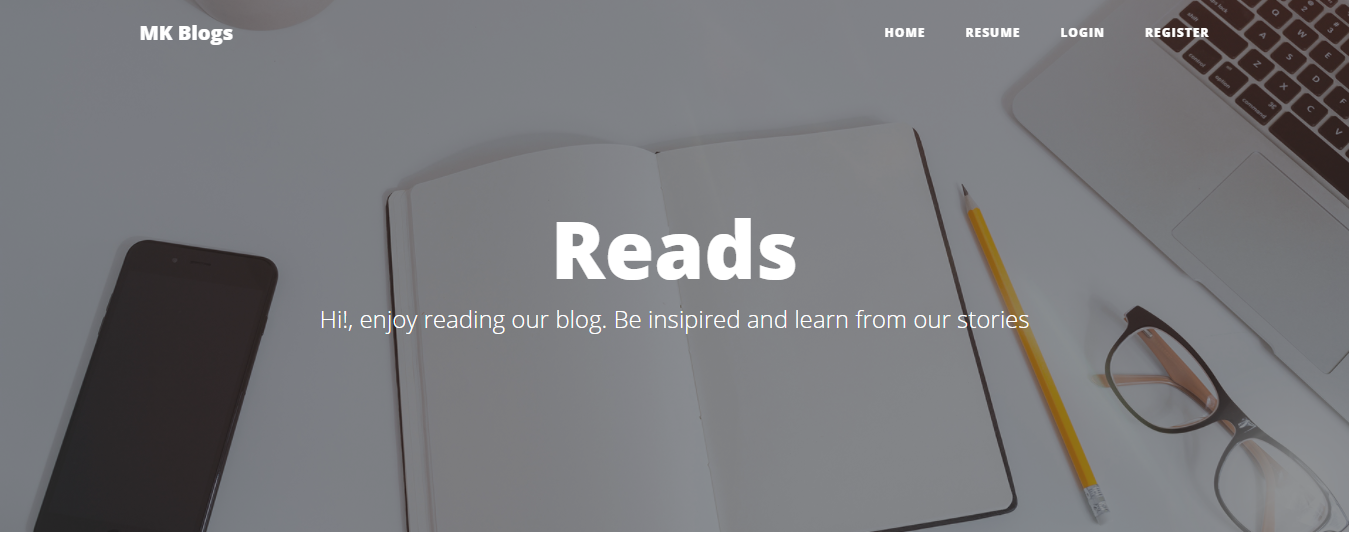 MK Blogs
HOME RESUME LOGIN REGISTER
Reads
Hi!, enjoy reading our blog. Be insipired and learn from our stories